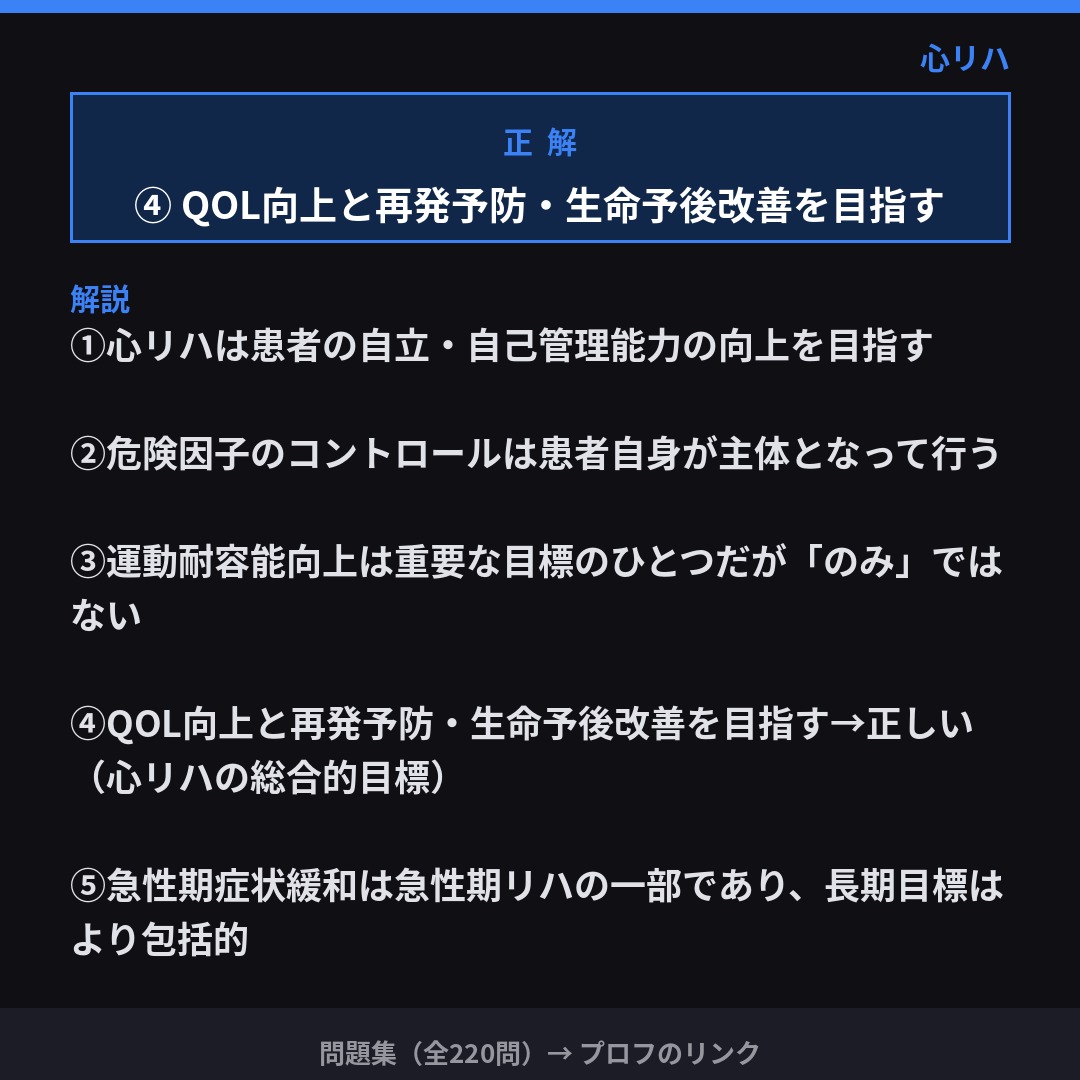 心リハ
正 解
④ QOL向上と再発予防・生命予後改善を目指す
解説
①心リハは患者の自立・自己管理能力の向上を目指す
②危険因子のコントロールは患者自身が主体となって行う
③運動耐容能向上は重要な目標のひとつだが「のみ」では
ない
④QOL向上と再発予防・生命予後改善を目指す→正しい
（心リハの総合的目標）
⑤急性期症状緩和は急性期リハの一部であり、長期目標は
より包括的
問題集（全220問）→ プロフのリンク